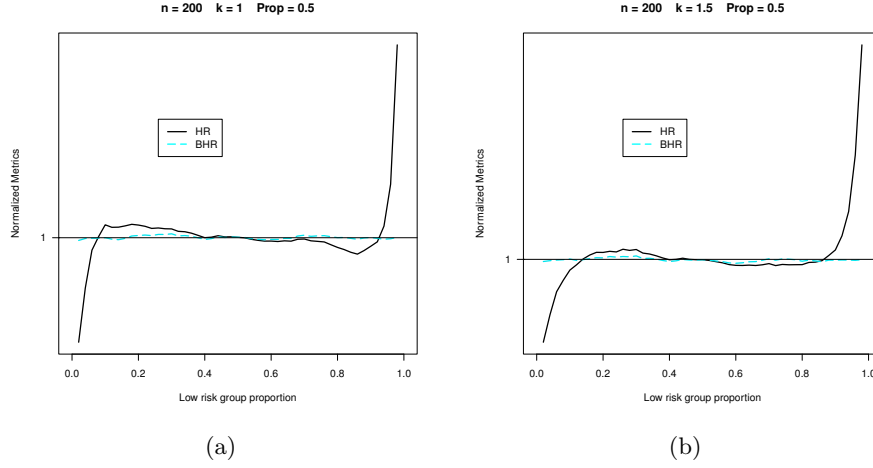 n = 200 k = 1 Prop = 0.5
Normalized Metrics
1
HR
BHR
0.0 0.2 0.4 0.6 0.8 1.0
Low risk group proportion
(a)
n = 200 k = 1.5 Prop = 0.5
Normalized Metrics
1
HR
BHR
0.0 0.2 0.4 0.6 0.8 1.0
Low risk group proportion
(b)